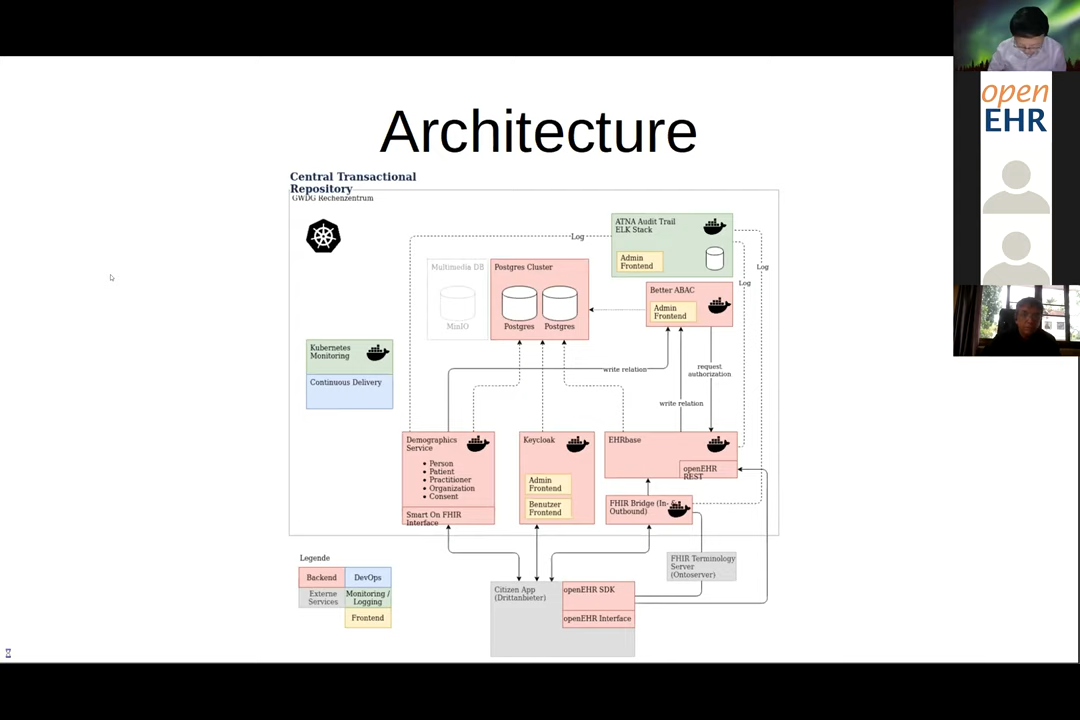 Architecture
open
EHR
Central Transactional
Repository
GWDG Rechenzentrum
ATNA Audit Trail
ELK Stack
Admin
Frontend
Log
Log
Log
Multimedia DB
MinIO
Postgres Cluster
Postgres
Postgres
Better ABAC
Admin
Frontend
Kubernetes
Monitoring
Continuous Delivery
write relation
request
authorization
write relation
Demographics
Service
Person
Patient
Practitioner
Organization
Consent
Smart On FHIR
Interface
Keycloak
Admin
Frontend
Benutzer
Frontend
EHRbase
openEHR
REST
FHIR Bridge (In- &
Outbound)
FHIR Terminology
Server
(Ontoserver)
Legende
Backend
DevOps
Externe
Services
Monitoring /
Logging
Frontend
Citizen App
(Drittanbieter)
openEHR SDK
openEHR Interface